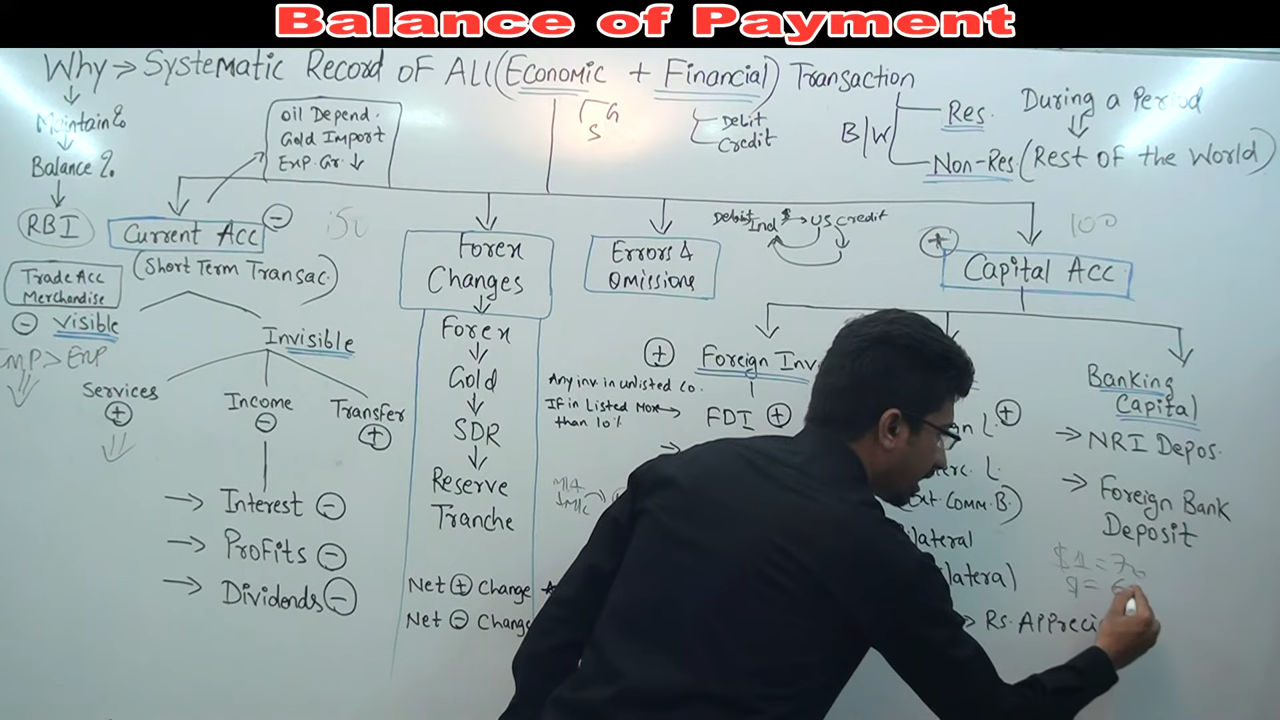 Balance of Payment
Why → Systematic Record of All (Economic + Financial) Transaction
Maintain?
Balance?
RBI
Oil Depend.
Gold Import
Exp. Gr. ↓
G
S
Debit
Credit
B/W
Res.
Non-Res. (Rest of the World)
During a Period
Current Acc
(Short Term Transac.)
Trade Acc
Merchandise
Visible
Imp > Exp
Invisible
Services
Income
Transfer
→ Interest
→ Profits
→ Dividends
Forex
Changes
Forex
Gold
SDR
Reserve
Tranche
Net + Change
Net - Change
Errors &
Omissions
Debit Ind $ → US Credit
100
Capital Acc
Foreign Inv
Any inv. in unlisted co.
If in Listed More →
than 10%
FDI
Ext. Comm. B.)
Banking
Capital
→ NRI Depos.
→ Foreign Bank
Deposit
$1 = 70
Rs. Appreci